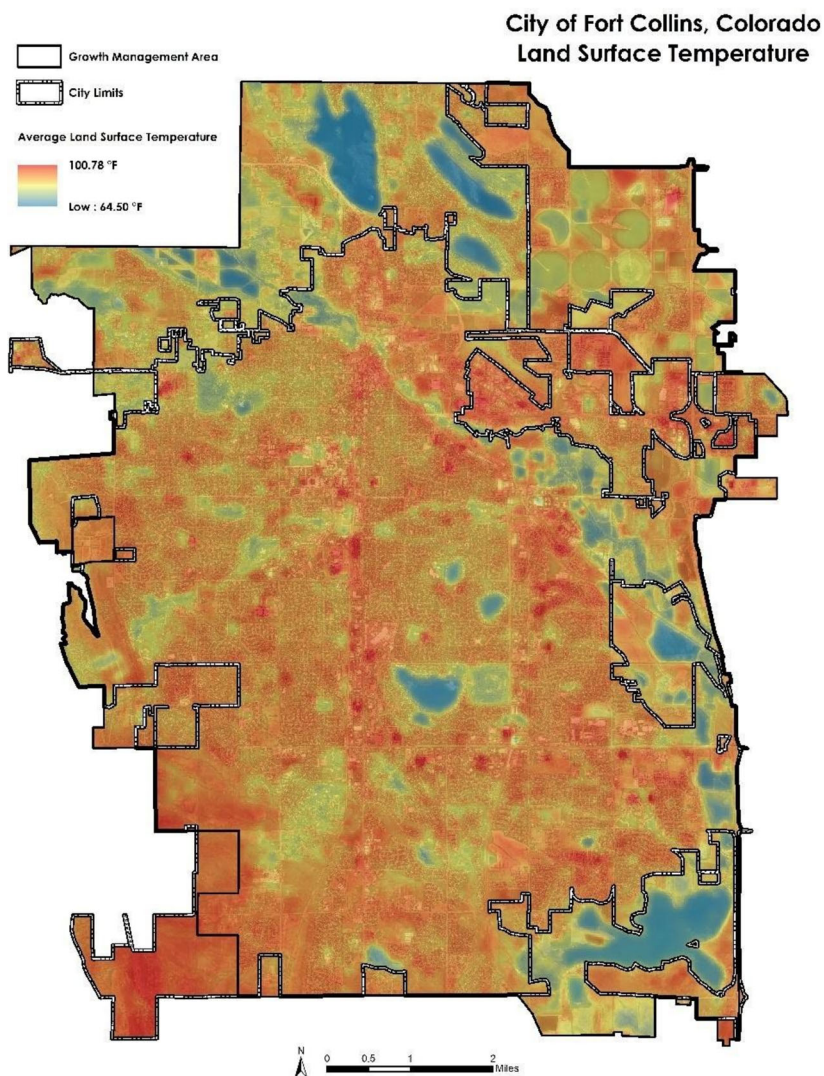 City of Fort Collins, Colorado
Land Surface Temperature
Growth Management Area
City Limits
Average Land Surface Temperature
100.78 °F
Low : 64.50 °F
N
0 0.5 1 2
Miles